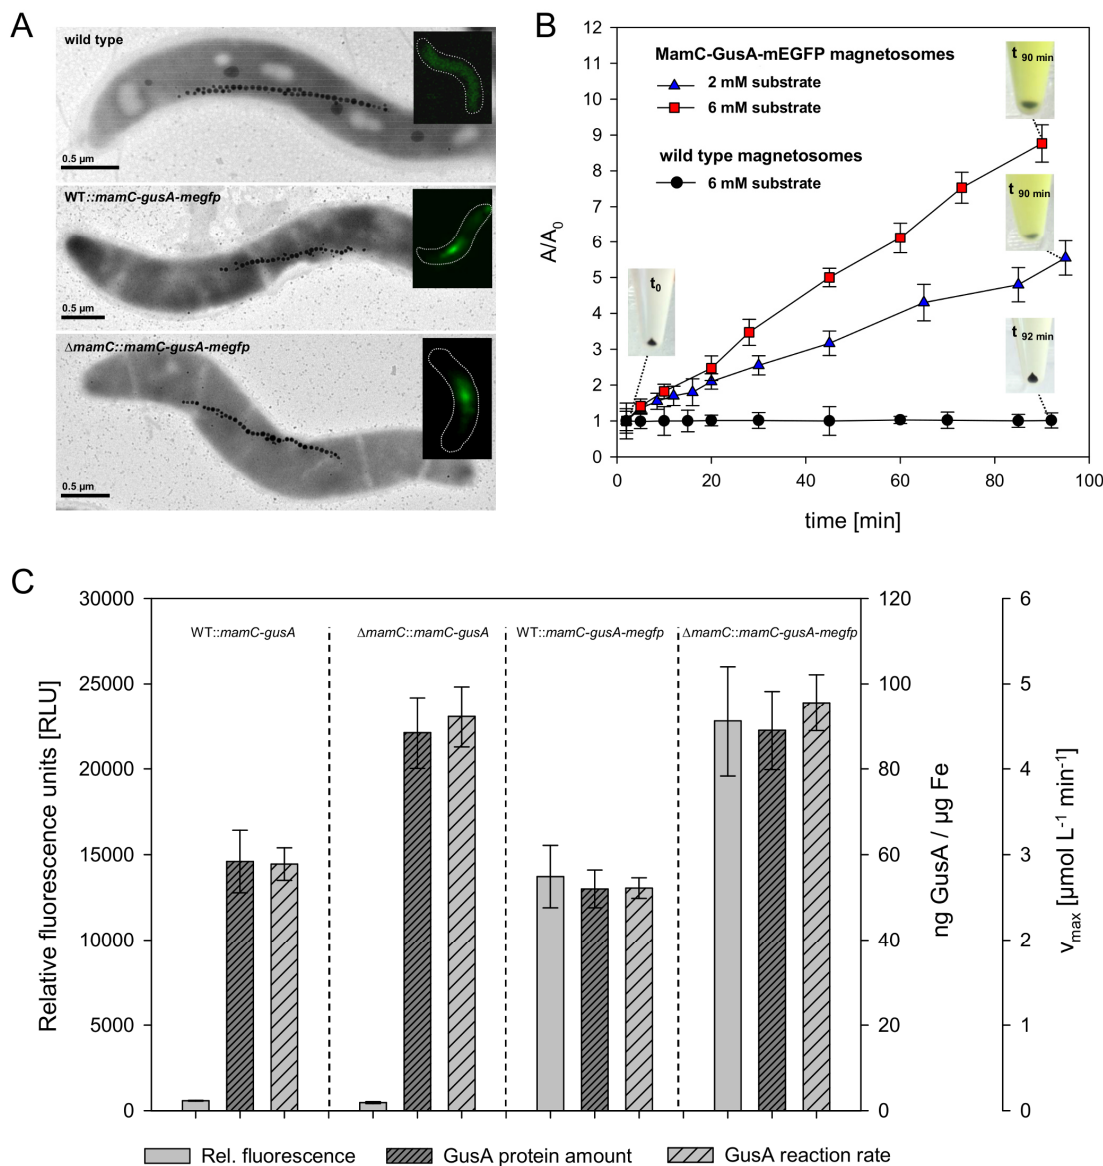 A
wild type
0.5 µm
WT::mamC-gusA-megfp
0.5 µm
ΔmamC::mamC-gusA-megfp
0.5 µm
B
12
11
10
9
8
7
6
5
4
3
2
1
0
A/A0
MamC-GusA-mEGFP magnetosomes
2 mM substrate
6 mM substrate
wild type magnetosomes
6 mM substrate
t 90 min
t 90 min
t0
t 92 min
0 20 40 60 80 100
time [min]
C
30000
25000
20000
15000
10000
5000
0
Relative fluorescence units [RLU]
WT::mamC-gusA
ΔmamC::mamC-gusA
WT::mamC-gusA-megfp
ΔmamC::mamC-gusA-megfp
120
100
80
60
40
20
0
ng GusA / µg Fe
6
5
4
3
2
1
0
vmax [µmol L-1 min-1]
Rel. fluorescence
GusA protein amount
GusA reaction rate